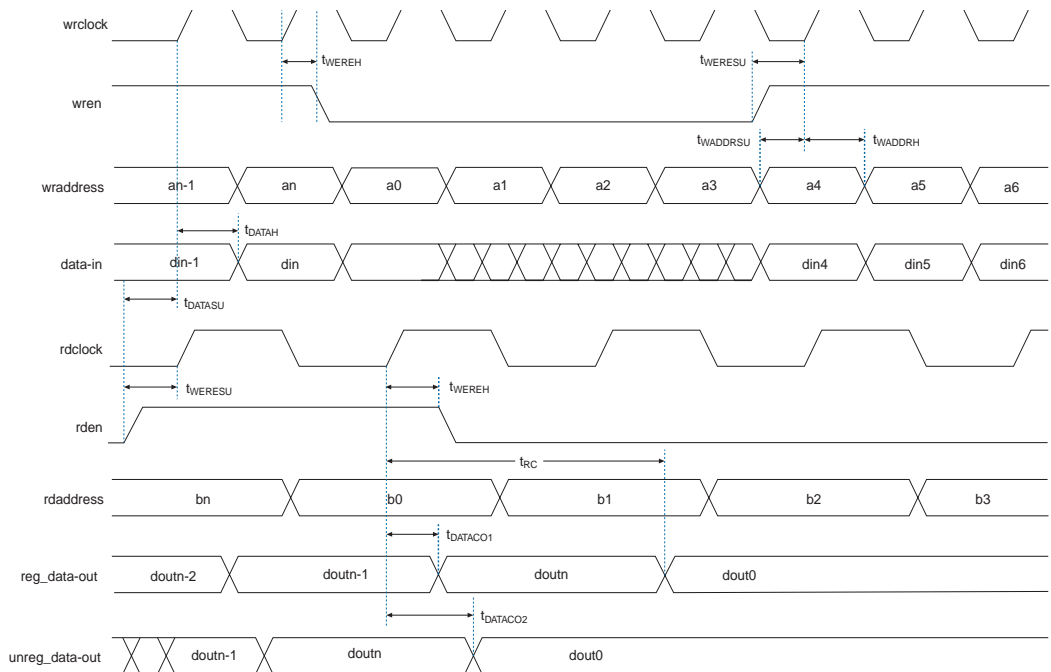 wrclock
tWEREH
tWERESU
wren
tWADDRSU
tWADDRH
wraddress an-1 an a0 a1 a2 a3 a4 a5 a6
tDATAH
data-in din-1 din din4 din5 din6
tDATASU
rdclock
tWERESU
tWEREH
rden
tRC
rdaddress bn b0 b1 b2 b3
tDATACO1
reg_data-out doutn-2 doutn-1 doutn dout0
tDATACO2
unreg_data-out doutn-1 doutn dout0